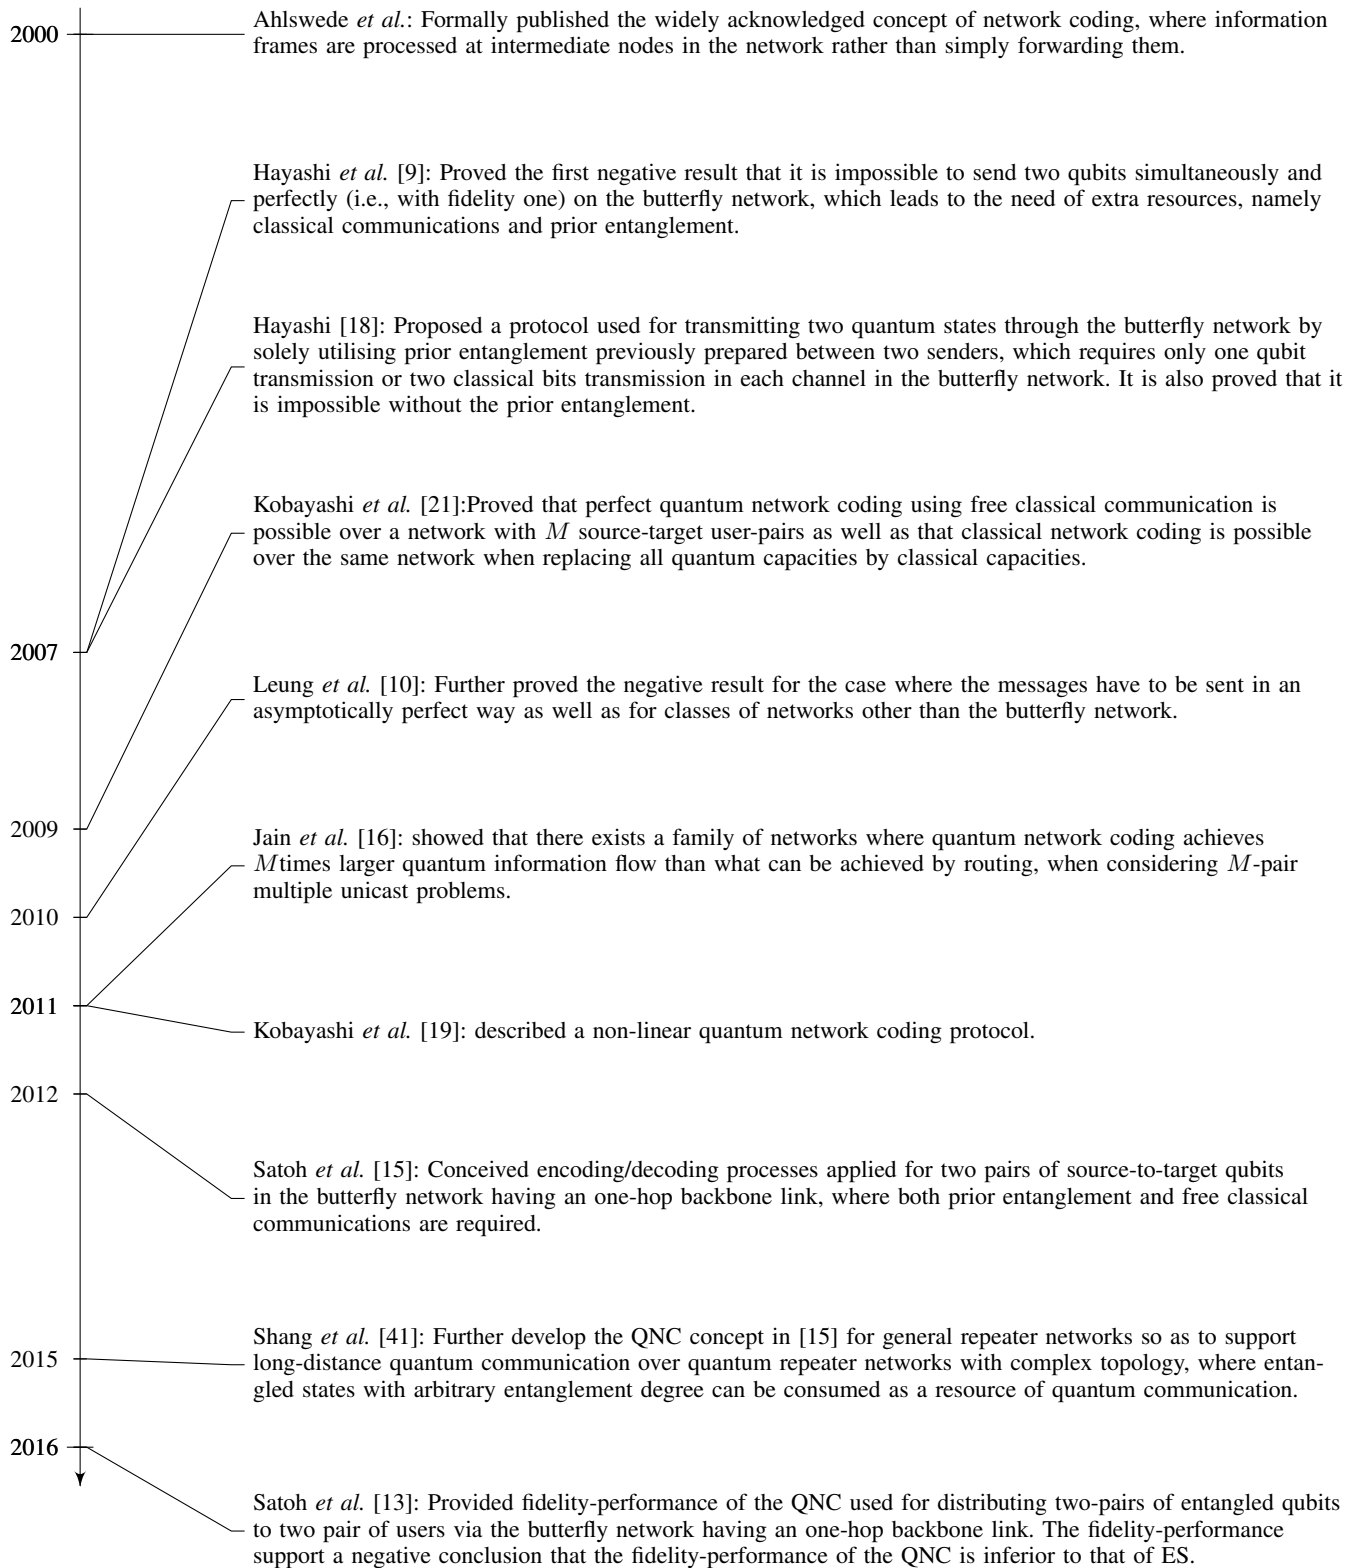 2000
Ahlswede et al.: Formally published the widely acknowledged concept of network coding, where information
frames are processed at intermediate nodes in the network rather than simply forwarding them.
Hayashi et al. [9]: Proved the first negative result that it is impossible to send two qubits simultaneously and
perfectly (i.e., with fidelity one) on the butterfly network, which leads to the need of extra resources, namely
classical communications and prior entanglement.
Hayashi [18]: Proposed a protocol used for transmitting two quantum states through the butterfly network by
solely utilising prior entanglement previously prepared between two senders, which requires only one qubit
transmission or two classical bits transmission in each channel in the butterfly network. It is also proved that it
is impossible without the prior entanglement.
Kobayashi et al. [21]:Proved that perfect quantum network coding using free classical communication is
possible over a network with M source-target user-pairs as well as that classical network coding is possible
over the same network when replacing all quantum capacities by classical capacities.
2007
Leung et al. [10]: Further proved the negative result for the case where the messages have to be sent in an
asymptotically perfect way as well as for classes of networks other than the butterfly network.
2009
Jain et al. [16]: showed that there exists a family of networks where quantum network coding achieves
Mtimes larger quantum information flow than what can be achieved by routing, when considering M-pair
multiple unicast problems.
2010
2011
Kobayashi et al. [19]: described a non-linear quantum network coding protocol.
2012
Satoh et al. [15]: Conceived encoding/decoding processes applied for two pairs of source-to-target qubits
in the butterfly network having an one-hop backbone link, where both prior entanglement and free classical
communications are required.
2015
Shang et al. [41]: Further develop the QNC concept in [15] for general repeater networks so as to support
long-distance quantum communication over quantum repeater networks with complex topology, where entan-
gled states with arbitrary entanglement degree can be consumed as a resource of quantum communication.
2016
Satoh et al. [13]: Provided fidelity-performance of the QNC used for distributing two-pairs of entangled qubits
to two pair of users via the butterfly network having an one-hop backbone link. The fidelity-performance
support a negative conclusion that the fidelity-performance of the QNC is inferior to that of ES.